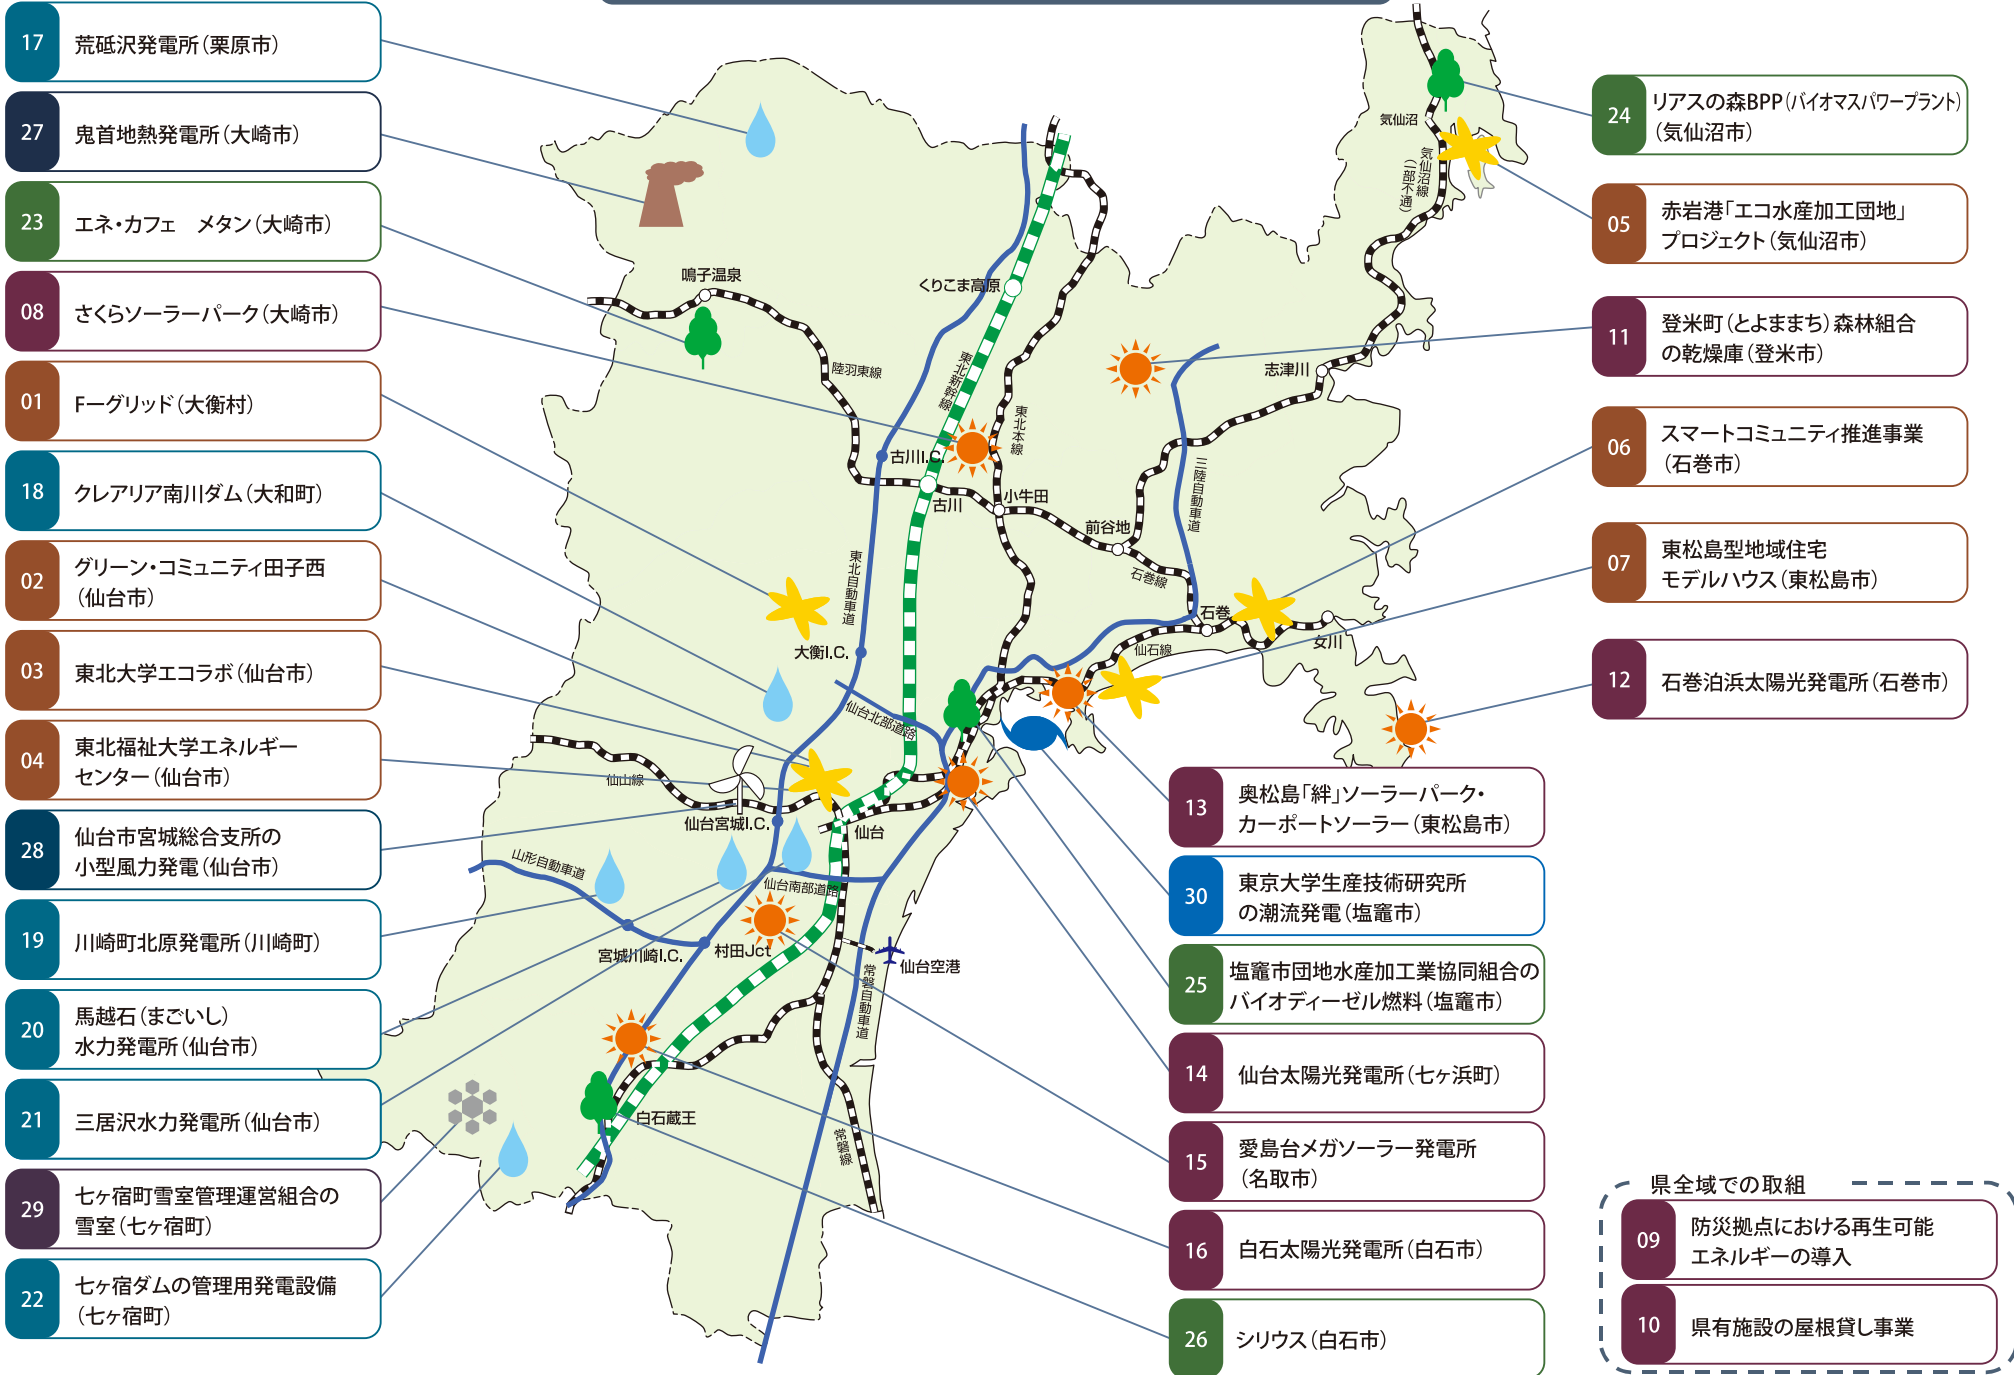 17 荒砥沢発電所(栗原市)
27 鬼首地熱発電所(大崎市)
23 エネ・カフェ メタン(大崎市)
08 さくらソーラーパーク(大崎市)
01 Fーグリッド(大衡村)
18 クレアリア南川ダム(大和町)
02 グリーン・コミュニティ田子西
(仙台市)
03 東北大学エコラボ(仙台市)
04 東北福祉大学エネルギー
センター(仙台市)
28 仙台市宮城総合支所の
小型風力発電(仙台市)
19 川崎町北原発電所(川崎町)
20 馬越石(まごいし)
水力発電所(仙台市)
21 三居沢水力発電所(仙台市)
29 七ヶ宿町雪室管理運営組合の
雪室(七ヶ宿町)
22 七ヶ宿ダムの管理用発電設備
(七ヶ宿町)
気仙沼
気仙沼線
(一部不通)
鳴子温泉
くりこま高原
陸羽東線
東北新幹線
東北本線
志津川
古川I.C.
古川
小牛田
前谷地
三陸自動車道
石巻線
東北自動車道
石巻
女川
仙石線
大衡I.C.
仙台北部道路
仙山線
仙台宮城I.C.
仙台
山形自動車道
仙台南部道路
宮城川崎I.C.
村田Jct
仙台空港
常磐自動車道
白石蔵王
常磐線
24 リアスの森BPP(バイオマスパワープラント)
(気仙沼市)
05 赤岩港「エコ水産加工団地」
プロジェクト(気仙沼市)
11 登米町(とよままち)森林組合
の乾燥庫(登米市)
06 スマートコミュニティ推進事業
(石巻市)
07 東松島型地域住宅
モデルハウス(東松島市)
12 石巻泊浜太陽光発電所(石巻市)
13 奥松島「絆」ソーラーパーク・
カーポートソーラー(東松島市)
30 東京大学生産技術研究所
の潮流発電(塩竈市)
25 塩竈市団地水産加工業協同組合の
バイオディーゼル燃料(塩竈市)
14 仙台太陽光発電所(七ヶ浜町)
15 愛島台メガソーラー発電所
(名取市)
16 白石太陽光発電所(白石市)
26 シリウス(白石市)
県全域での取組
09 防災拠点における再生可能
エネルギーの導入
10 県有施設の屋根貸し事業